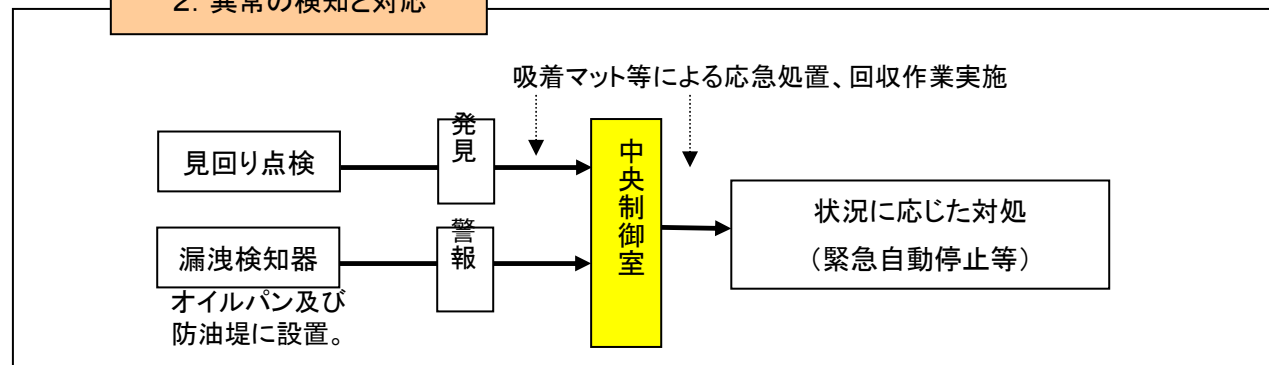 2．異常の検知と対応
吸着マット等による応急処置、回収作業実施
見回り点検
発見
中央制御室
状況に応じた対処
（緊急自動停止等）
漏洩検知器
警報
オイルパン及び
防油堤に設置。